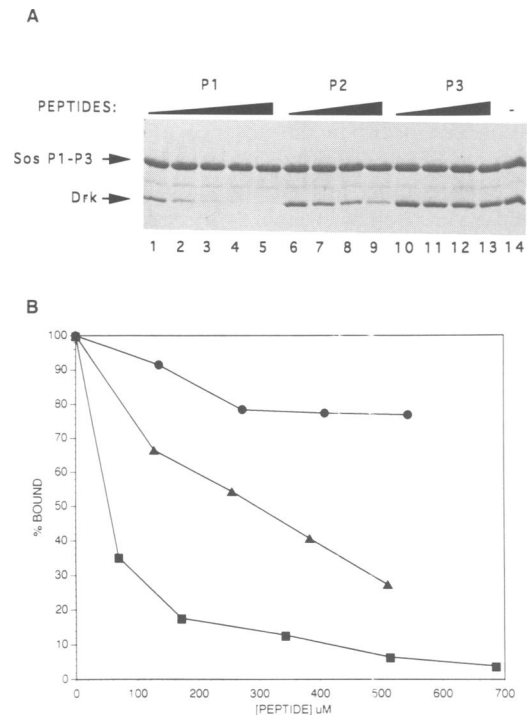 A
P1 P2 P3
PEPTIDES: -
Sos P1-P3
Drk
1 2 3 4 5 6 7 8 9 10 11 12 13 14
B
100
90
80
70
60
50
40
30
20
10
0
% BOUND
0 100 200 300 400 500 600 700
[PEPTIDE] uM